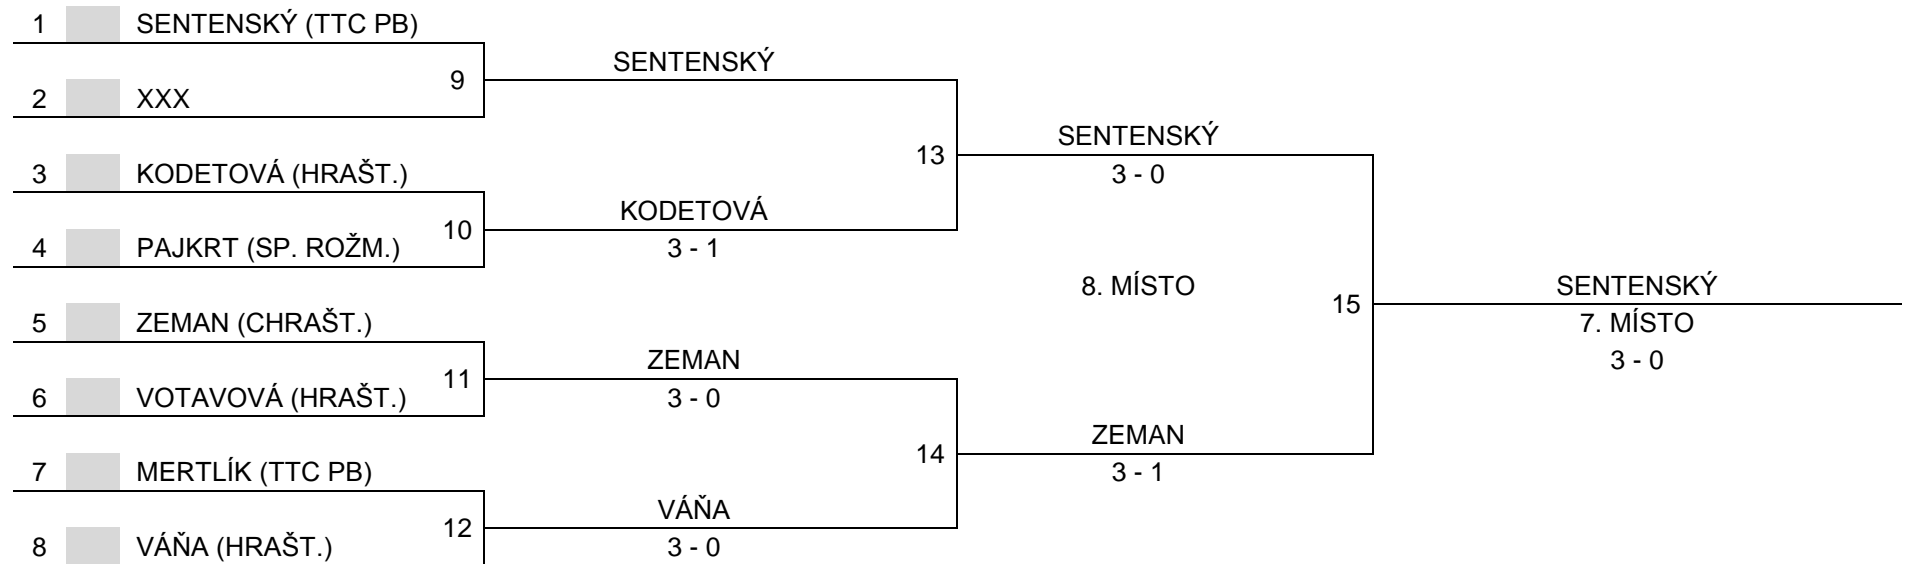 1 SENTENSKÝ (TTC PB)
SENTENSKÝ
9
2 XXX
SENTENSKÝ
13
3 KODETOVÁ (HRAŠT.)
3 - 0
KODETOVÁ
10
4 PAJKRT (SP. ROŽM.)
3 - 1
8. MÍSTO
SENTENSKÝ
15
5 ZEMAN (CHRAŠT.)
7. MÍSTO
ZEMAN
3 - 0
11
6 VOTAVOVÁ (HRAŠT.)
3 - 0
ZEMAN
14
7 MERTLÍK (TTC PB)
3 - 1
VÁŇA
12
8 VÁŇA (HRAŠT.)
3 - 0